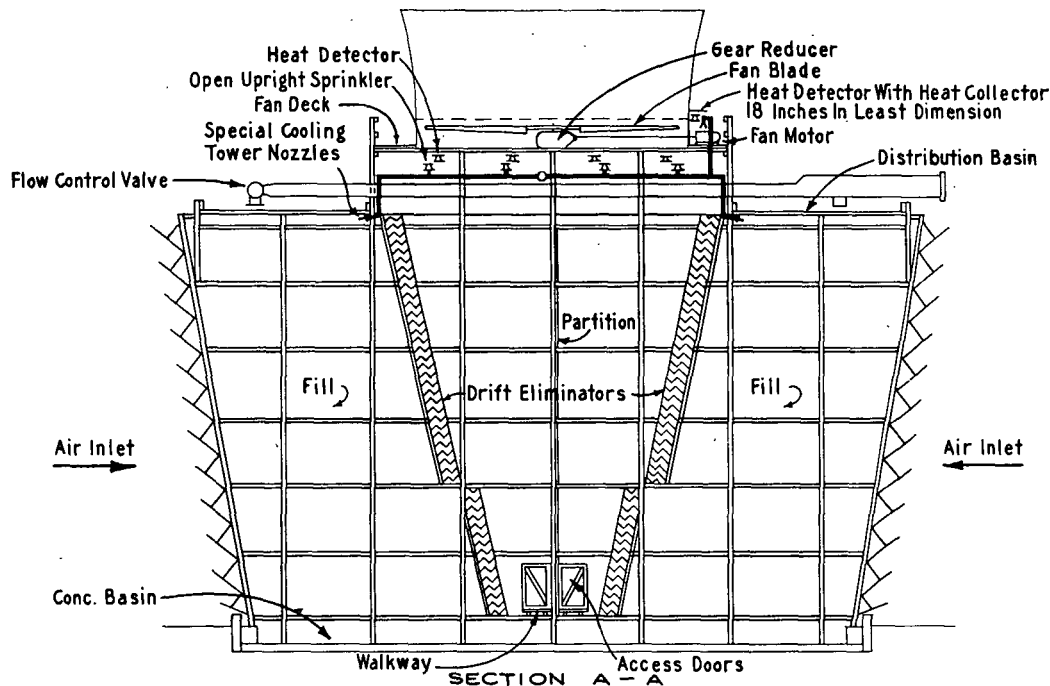 Heat Detector
Open Upright Sprinkler
Fan Deck
Special Cooling
Tower Nozzles
Flow Control Valve
Gear Reducer
Fan Blade
Heat Detector With Heat Collector
18 Inches In Least Dimension
Fan Motor
Distribution Basin
Partition
Fill
Drift Eliminators
Fill
Air Inlet
Air Inlet
Conc. Basin
Walkway
Access Doors
SECTION A-A